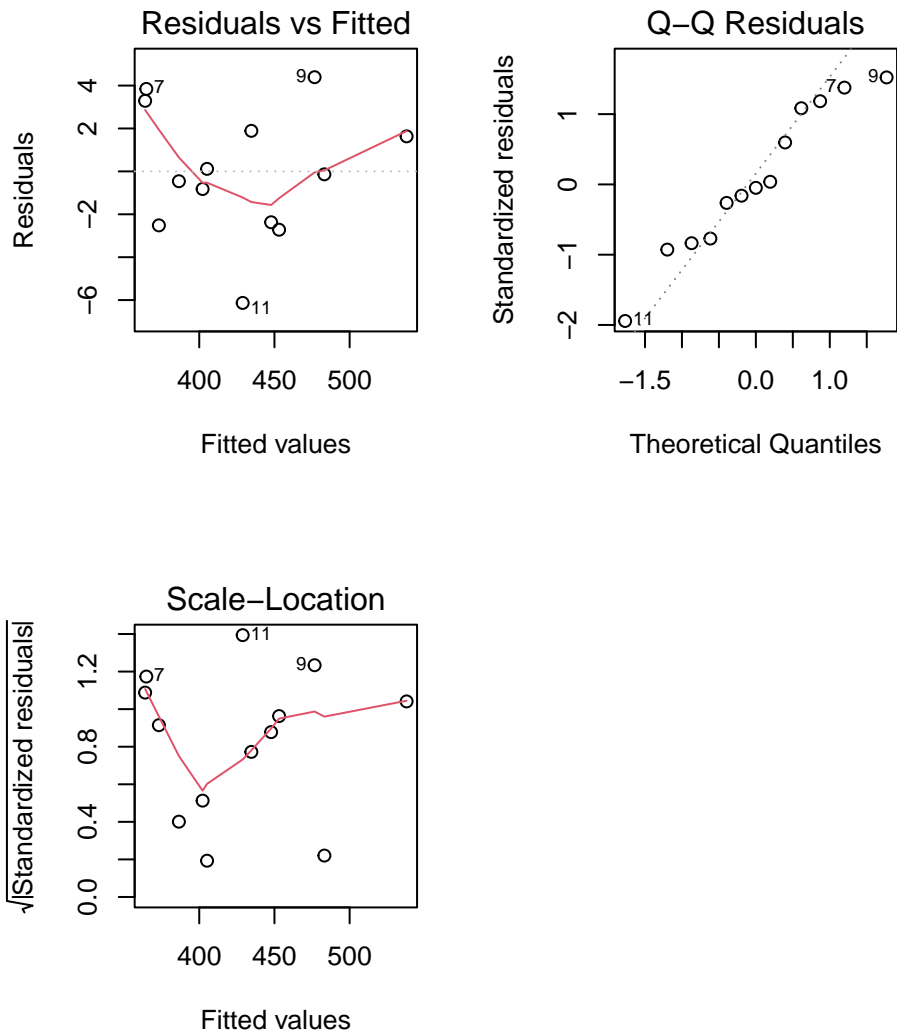 Residuals vs Fitted
Residuals
4
2
−2
−6
7
9
11
400 450 500
Fitted values
Q−Q Residuals
Standardized residuals
1
0
−1
−2
7
9
11
−1.5 0.0 1.0
Theoretical Quantiles
Scale−Location
√|Standardized residuals|
1.2
0.8
0.4
0.0
7
11
9
400 450 500
Fitted values